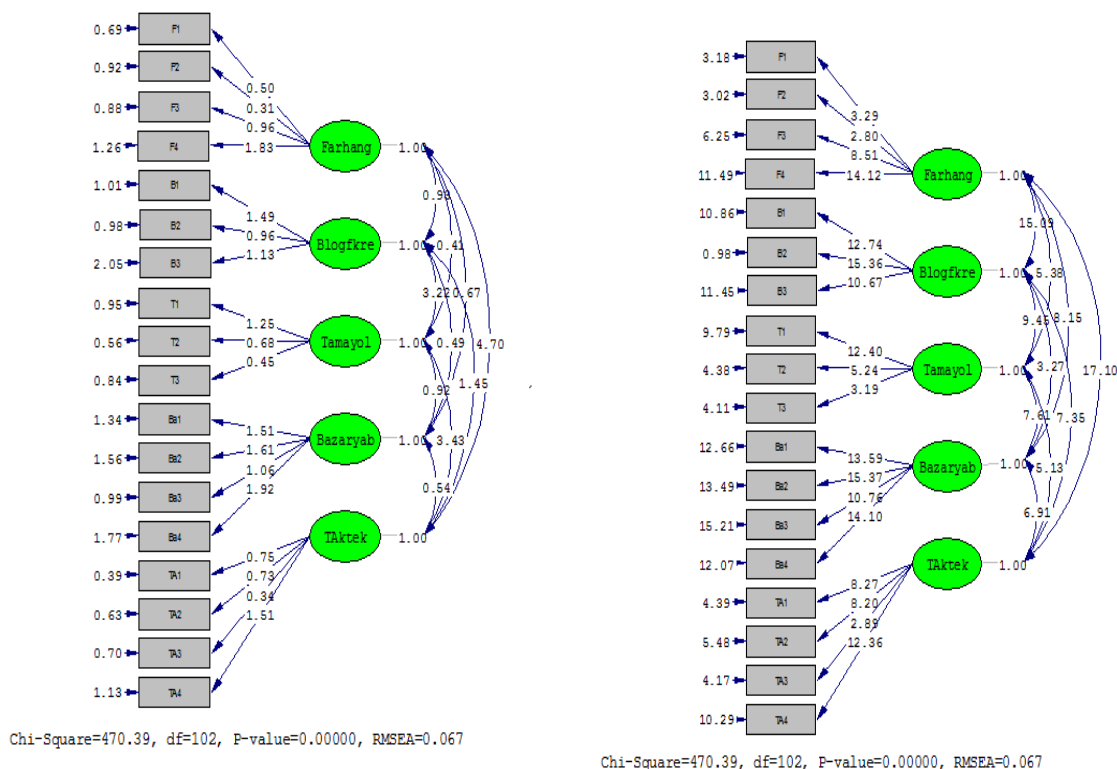 0.69 F1
0.92 F2
0.88 F3
1.26 F4
1.01 B1
0.98 B2
2.05 B3
0.95 T1
0.56 T2
0.84 T3
1.34 Ba1
1.56 Ba2
0.99 Ba3
1.77 Ba4
0.39 TA1
0.63 TA2
0.70 TA3
1.13 TA4
0.50
0.31
0.96
1.83
1.49
0.96
1.13
1.25
0.68
0.45
1.51
1.61
1.06
1.92
0.75
0.73
0.34
1.51
Farhang 1.00
Blogfkre 1.00
Tamayol 1.00
Bazaryab 1.00
TAktek 1.00
0.41
3.22
0.67
0.49
4.70
0.92
1.45
3.43
0.54
Chi-Square=470.39, df=102, P-value=0.00000, RMSEA=0.067
3.18 F1
3.02 F2
6.25 F3
11.49 F4
10.86 B1
0.98 B2
11.45 B3
9.79 T1
4.38 T2
4.11 T3
12.66 Ba1
13.49 Ba2
15.21 Ba3
12.07 Ba4
4.39 TA1
5.48 TA2
4.17 TA3
10.29 TA4
3.29
2.80
8.51
14.12
12.74
15.36
10.67
12.40
5.24
3.19
13.59
15.37
10.76
14.10
8.27
8.20
2.89
12.36
Farhang 1.00
Blogfkre 1.00
Tamayol 1.00
Bazaryab 1.00
TAktek 1.00
15.09
5.38
9.45
8.15
3.27
17.10
7.61
7.35
5.13
6.91
Chi-Square=470.39, df=102, P-value=0.00000, RMSEA=0.067